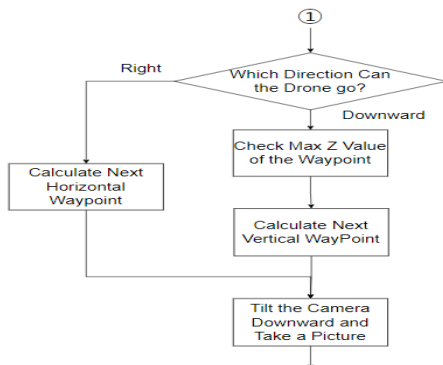 ①
Right
Which Direction Can
the Drone go?
Downward
Check Max Z Value
of the Waypoint
Calculate Next
Horizontal
Waypoint
Calculate Next
Vertical WayPoint
Tilt the Camera
Downward and
Take a Picture